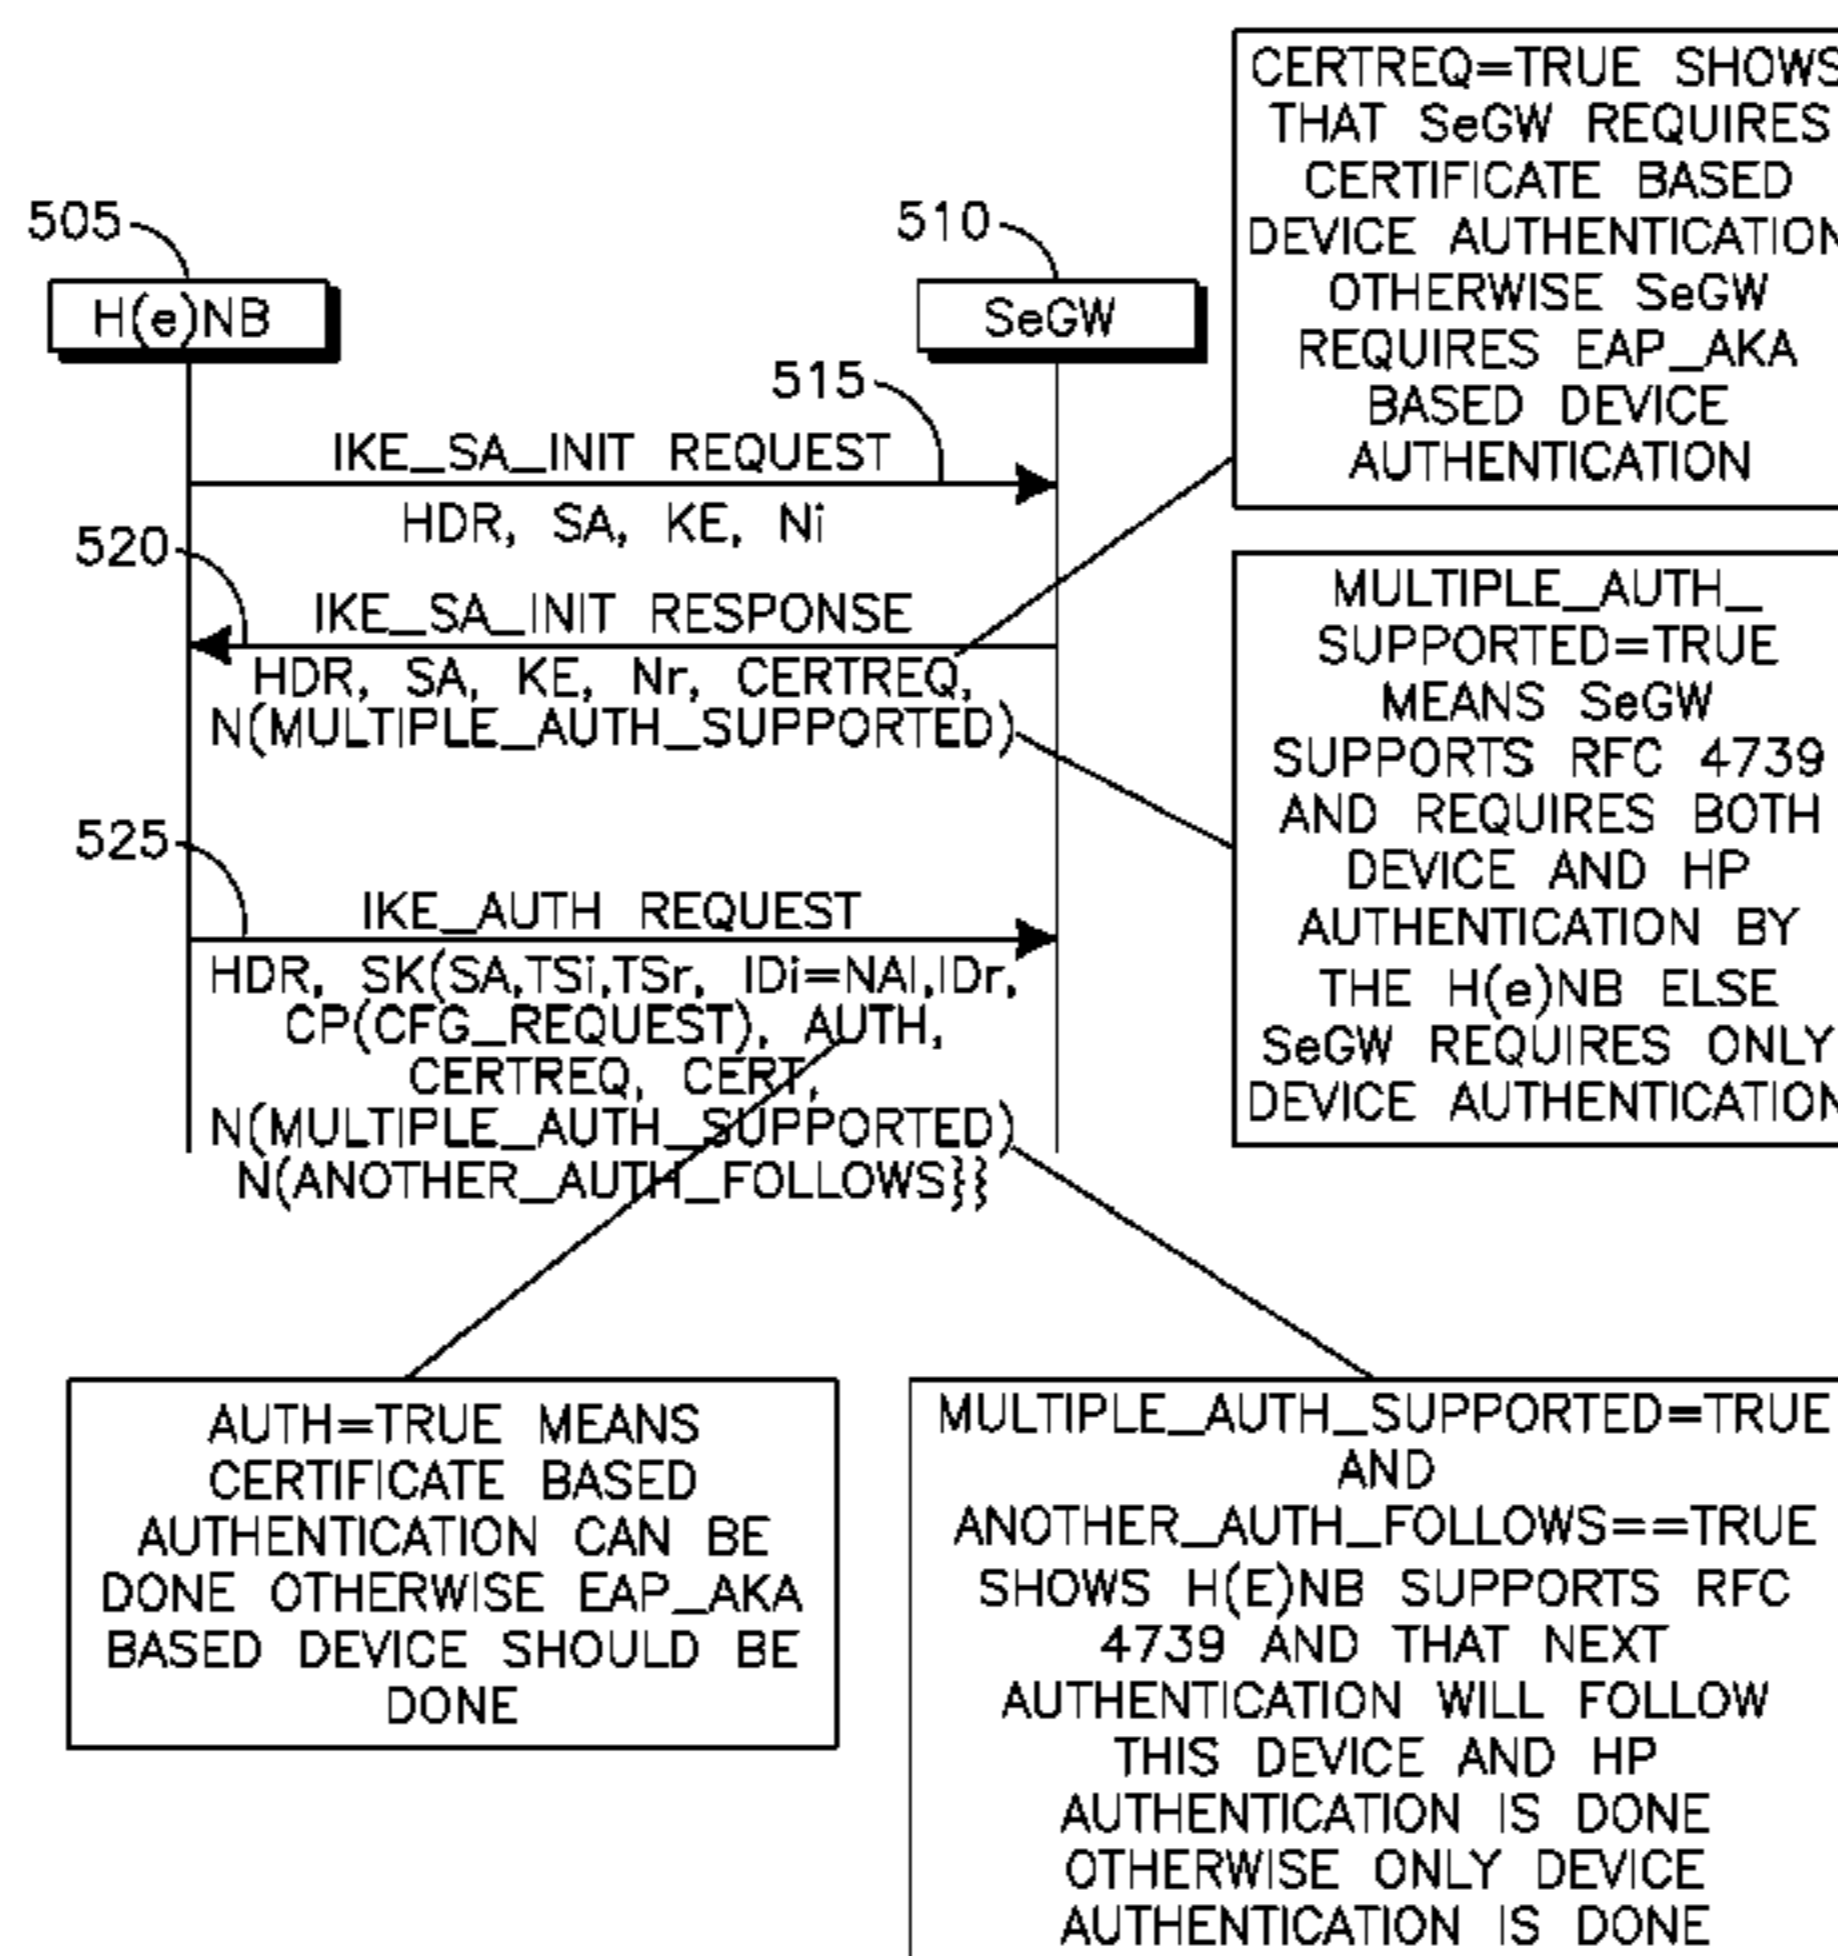 505
H(e)NB
510
SeGW
515
IKE_SA_INIT REQUEST
HDR, SA, KE, Ni
520
IKE_SA_INIT RESPONSE
HDR, SA, KE, Nr, CERTREQ,
N(MULTIPLE_AUTH_SUPPORTED)
525
IKE_AUTH REQUEST
HDR, SK(SA,TSi,TSr, IDi=NAI,IDr,
CP(CFG_REQUEST), AUTH,
CERTREQ, CERT,
N(MULTIPLE_AUTH_SUPPORTED)
N(ANOTHER_AUTH_FOLLOWS}}
CERTREQ=TRUE SHOWS
THAT SeGW REQUIRES
CERTIFICATE BASED
DEVICE AUTHENTICATION
OTHERWISE SeGW
REQUIRES EAP_AKA
BASED DEVICE
AUTHENTICATION
MULTIPLE_AUTH_
SUPPORTED=TRUE
MEANS SeGW
SUPPORTS RFC 4739
AND REQUIRES BOTH
DEVICE AND HP
AUTHENTICATION BY
THE H(e)NB ELSE
SeGW REQUIRES ONLY
DEVICE AUTHENTICATION
AUTH=TRUE MEANS
CERTIFICATE BASED
AUTHENTICATION CAN BE
DONE OTHERWISE EAP_AKA
BASED DEVICE SHOULD BE
DONE
MULTIPLE_AUTH_SUPPORTED=TRUE
AND
ANOTHER_AUTH_FOLLOWS==TRUE
SHOWS H(E)NB SUPPORTS RFC
4739 AND THAT NEXT
AUTHENTICATION WILL FOLLOW
THIS DEVICE AND HP
AUTHENTICATION IS DONE
OTHERWISE ONLY DEVICE
AUTHENTICATION IS DONE